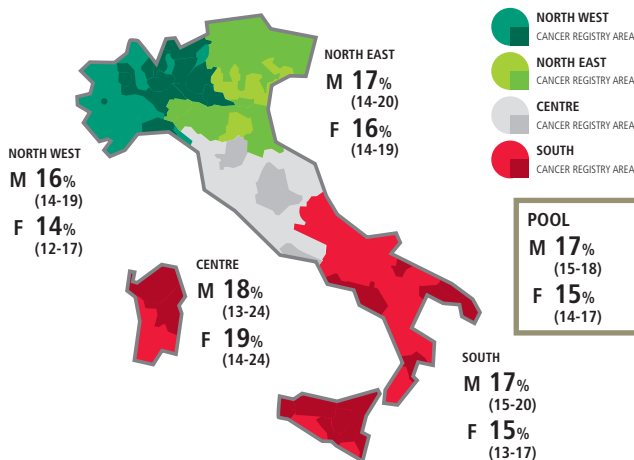 NORTH EAST
M 17%
(14-20)
F 16%
(14-19)
NORTH WEST
M 16%
(14-19)
F 14%
(12-17)
CENTRE
M 18%
(13-24)
F 19%
(14-24)
SOUTH
M 17%
(15-20)
F 15%
(13-17)
NORTH WEST
CANCER REGISTRY AREA
NORTH EAST
CANCER REGISTRY AREA
CENTRE
CANCER REGISTRY AREA
SOUTH
CANCER REGISTRY AREA
POOL
M 17%
(15-18)
F 15%
(14-17)